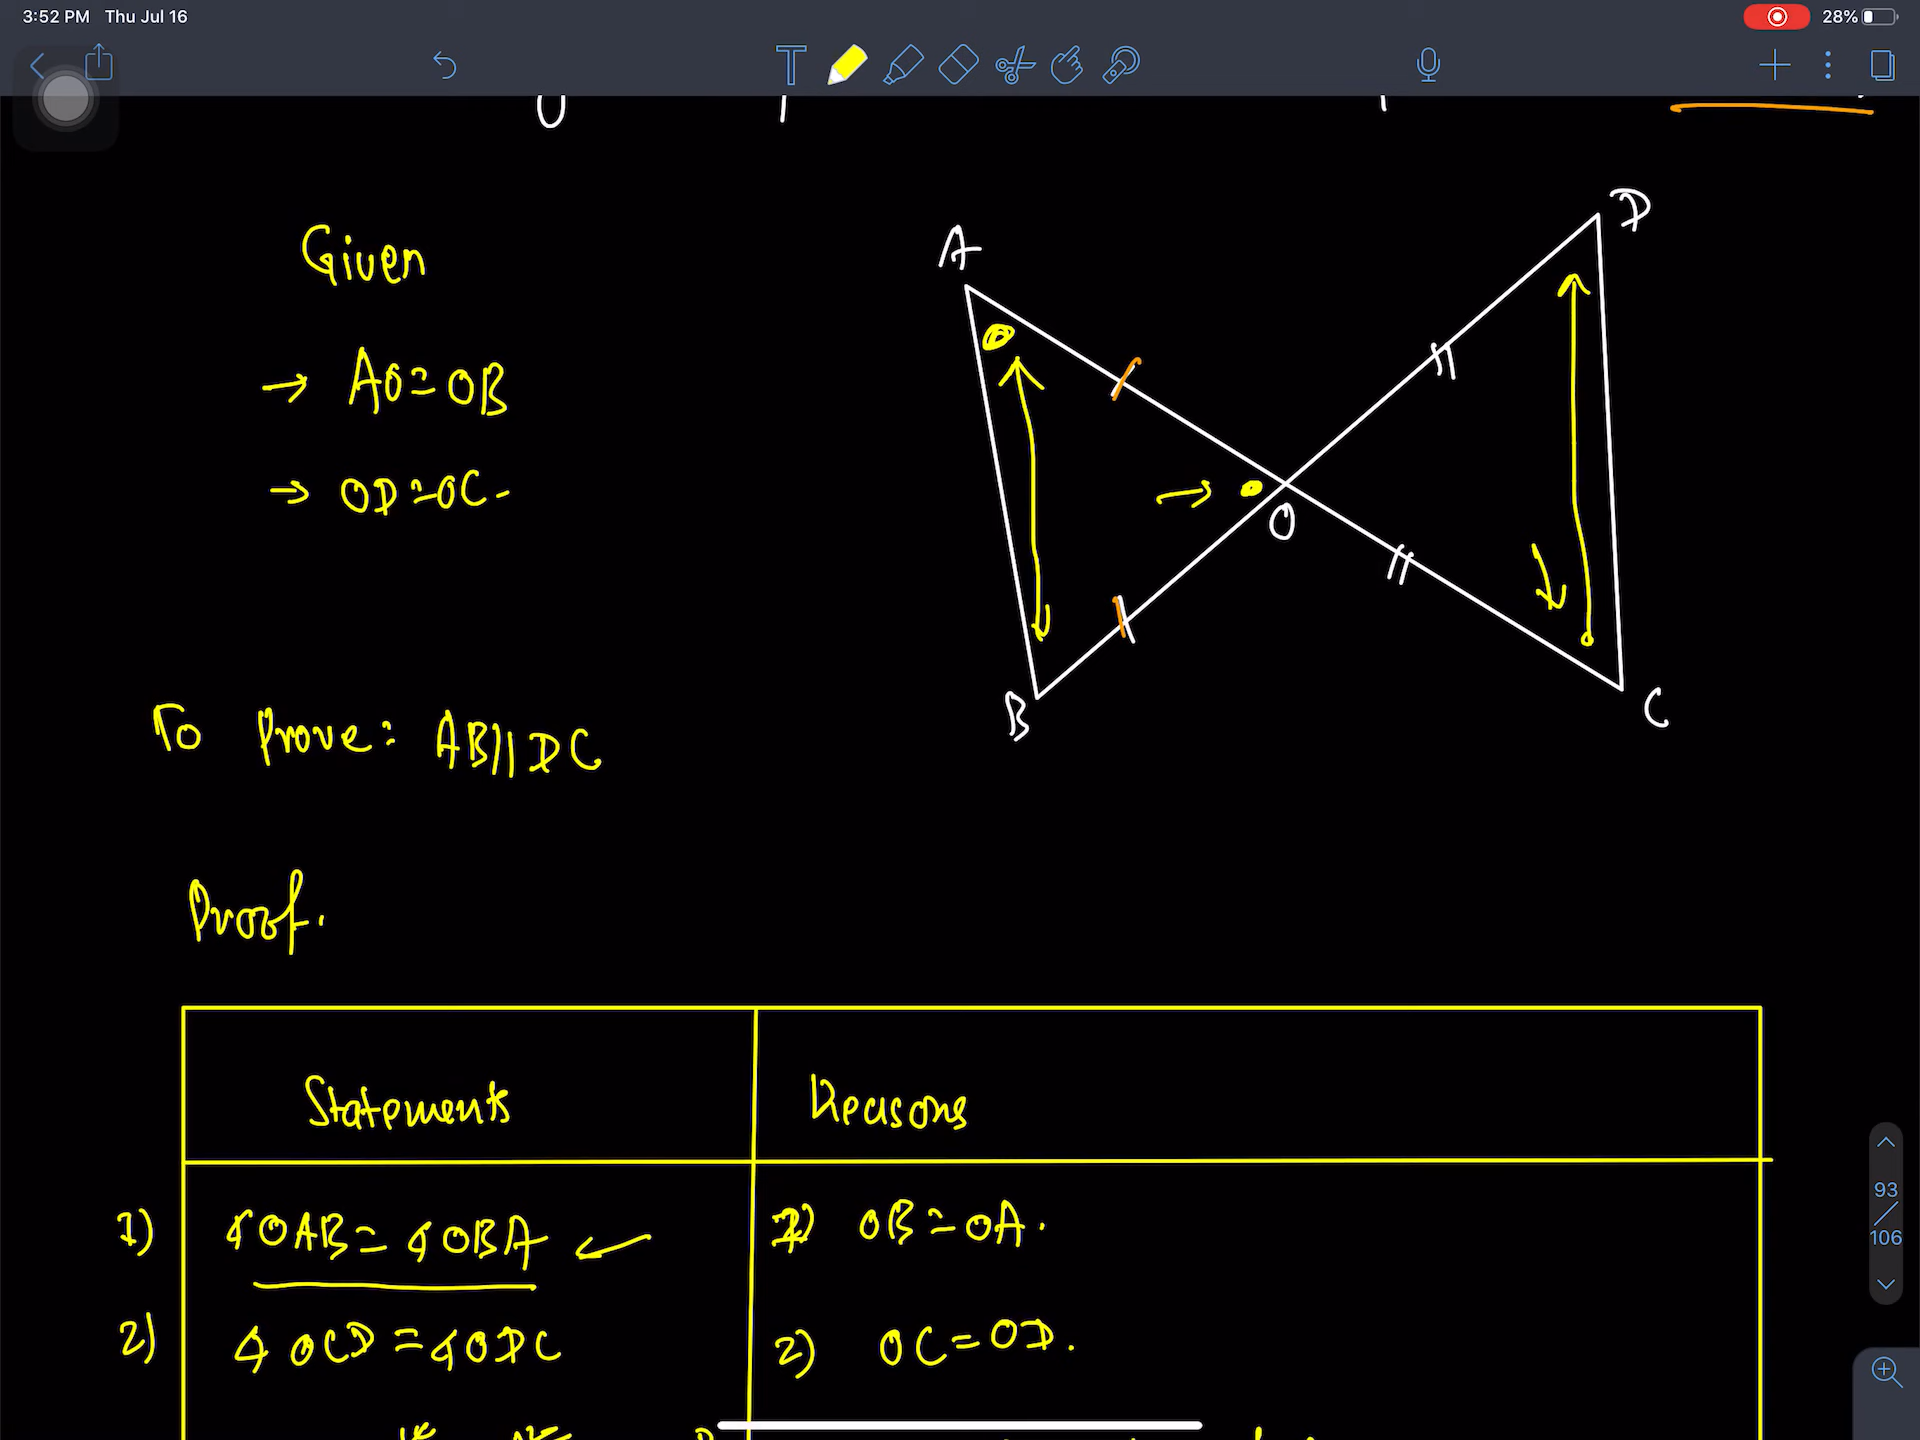 3:52 PM Thu Jul 16
28%
Given
→ AO=OB
→ OD=OC-
A
D
O
B
C
To Prove: AB||DC
Proof.
Statements
Reasons
1) ∢OAB = ∢OBA ←
1) OB=OA.
2) ∢OCD = ∢ODC
2) OC=OD.
93
/
106